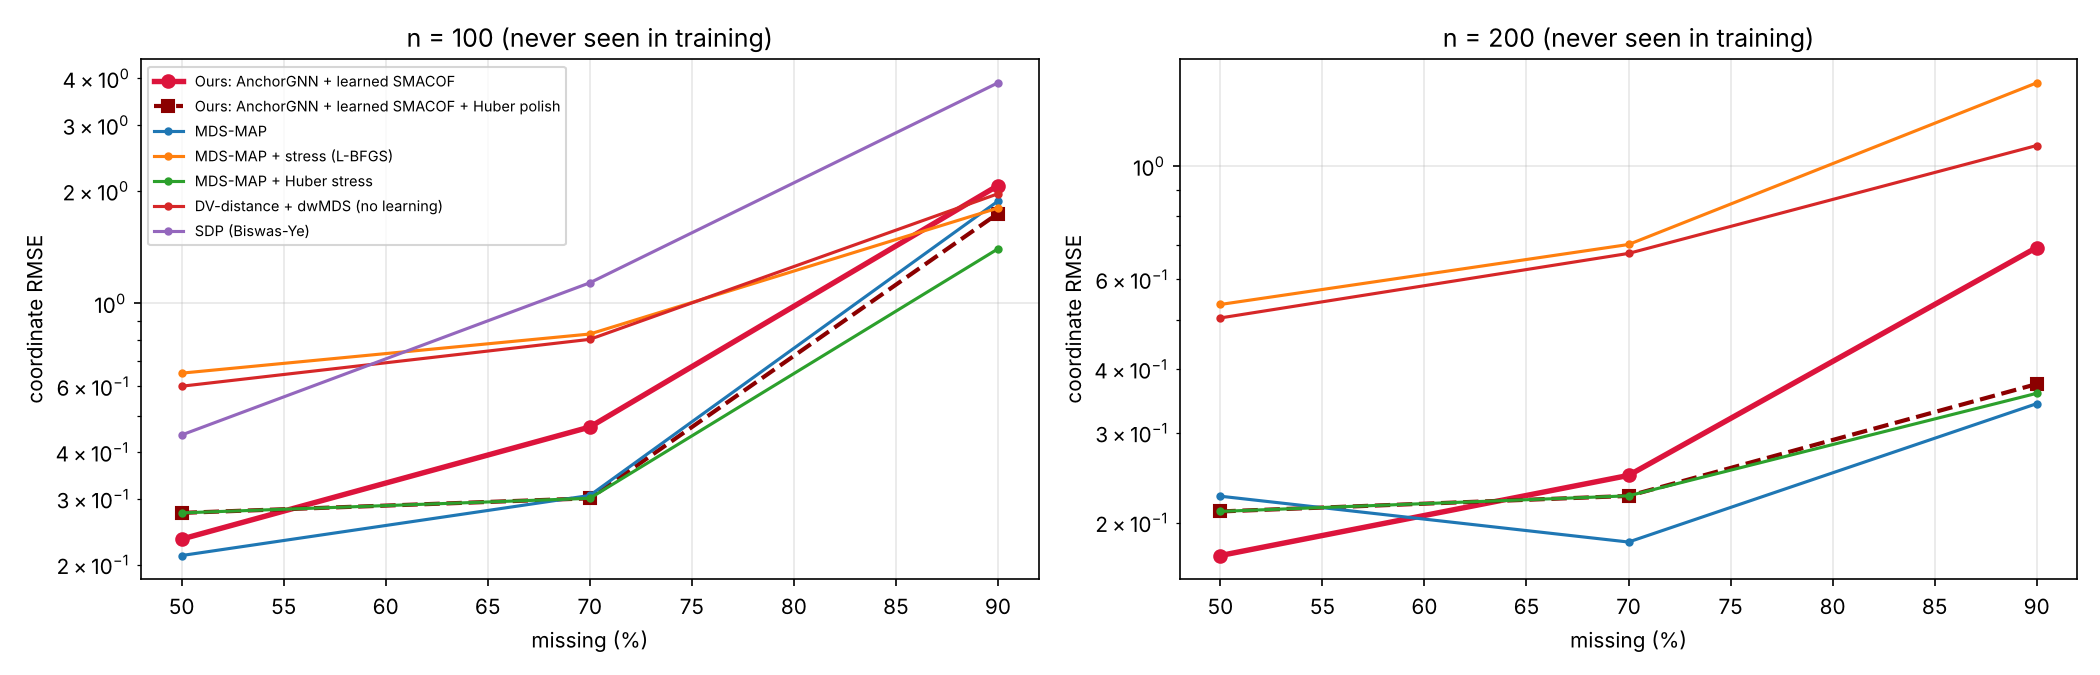 n = 100 (never seen in training)
4 × 10⁰
3 × 10⁰
2 × 10⁰
10⁰
6 × 10⁻¹
4 × 10⁻¹
3 × 10⁻¹
2 × 10⁻¹
coordinate RMSE
Ours: AnchorGNN + learned SMACOF
Ours: AnchorGNN + learned SMACOF + Huber polish
MDS-MAP
MDS-MAP + stress (L-BFGS)
MDS-MAP + Huber stress
DV-distance + dwMDS (no learning)
SDP (Biswas-Ye)
50 55 60 65 70 75 80 85 90
missing (%)
n = 200 (never seen in training)
10⁰
6 × 10⁻¹
4 × 10⁻¹
3 × 10⁻¹
2 × 10⁻¹
coordinate RMSE
50 55 60 65 70 75 80 85 90
missing (%)